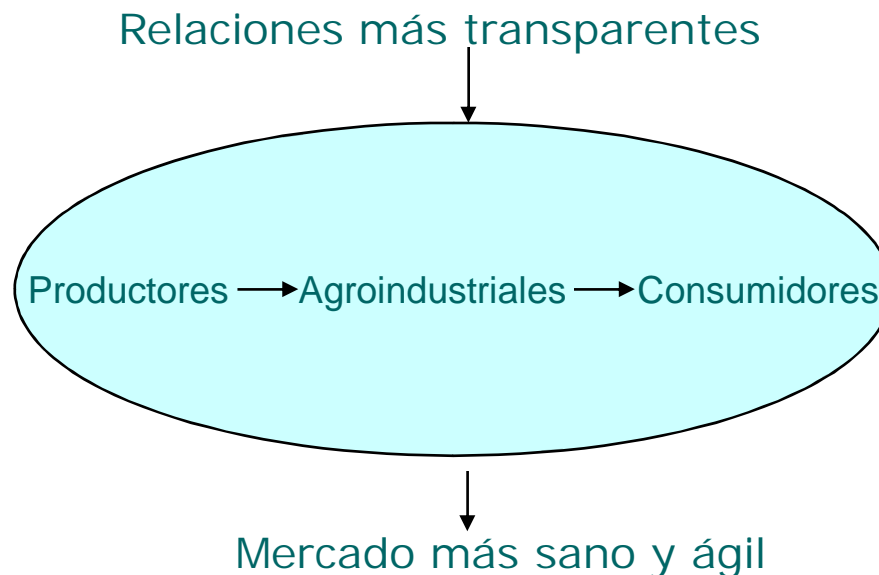 Relaciones más transparentes
Productores Agroindustriales Consumidores
Mercado más sano y ágil